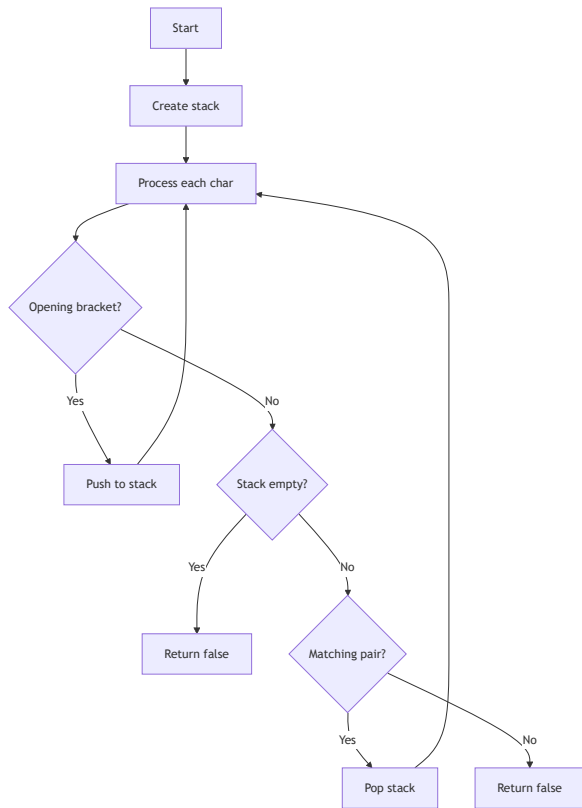 Start
Create stack
Process each char
Opening bracket?
Yes
No
Push to stack
Stack empty?
Yes
No
Return false
Matching pair?
Yes
No
Pop stack
Return false